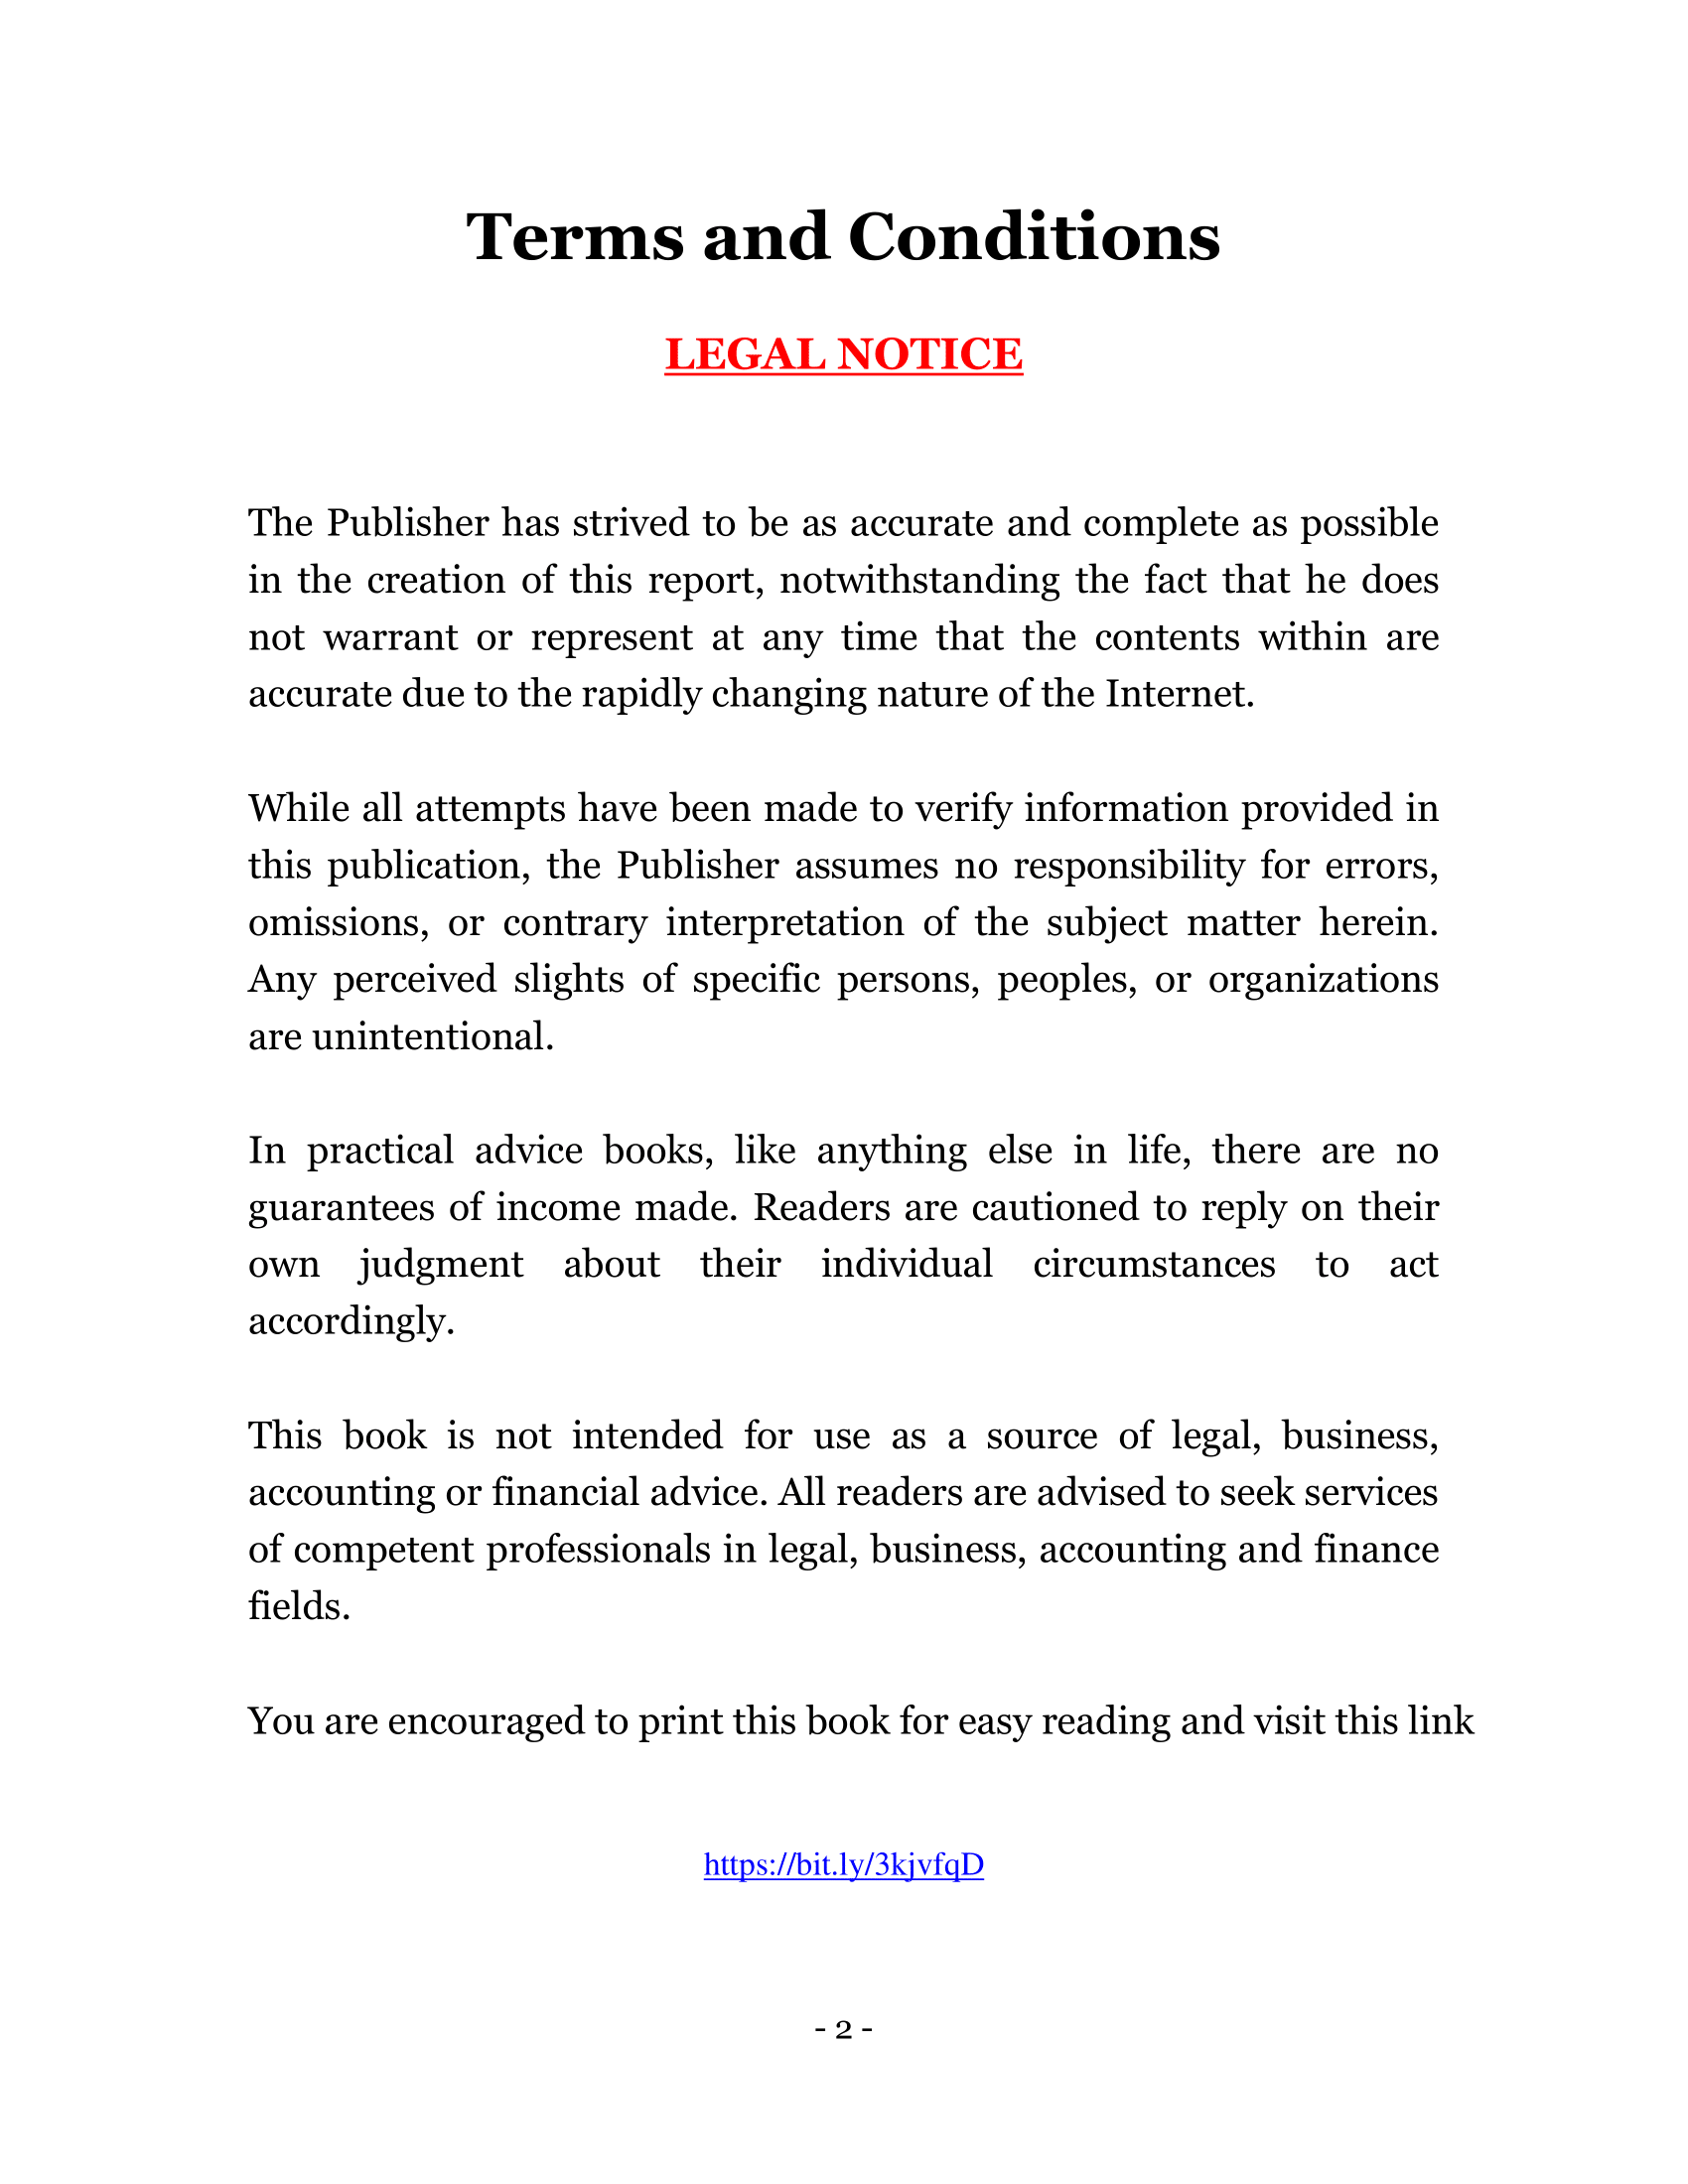 Terms and Conditions
LEGAL NOTICE
The Publisher has strived to be as accurate and complete as possible
in the creation of this report, notwithstanding the fact that he does
not warrant or represent at any time that the contents within are
accurate due to the rapidly changing nature of the Internet.
While all attempts have been made to verify information provided in
this publication, the Publisher assumes no responsibility for errors,
omissions, or contrary interpretation of the subject matter herein.
Any perceived slights of specific persons, peoples, or organizations
are unintentional.
In practical advice books, like anything else in life, there are no
guarantees of income made. Readers are cautioned to reply on their
own judgment about their individual circumstances to act
accordingly.
This book is not intended for use as a source of legal, business,
accounting or financial advice. All readers are advised to seek services
of competent professionals in legal, business, accounting and finance
fields.
You are encouraged to print this book for easy reading and visit this link
https://bit.ly/3kjvfqD
- 2 -